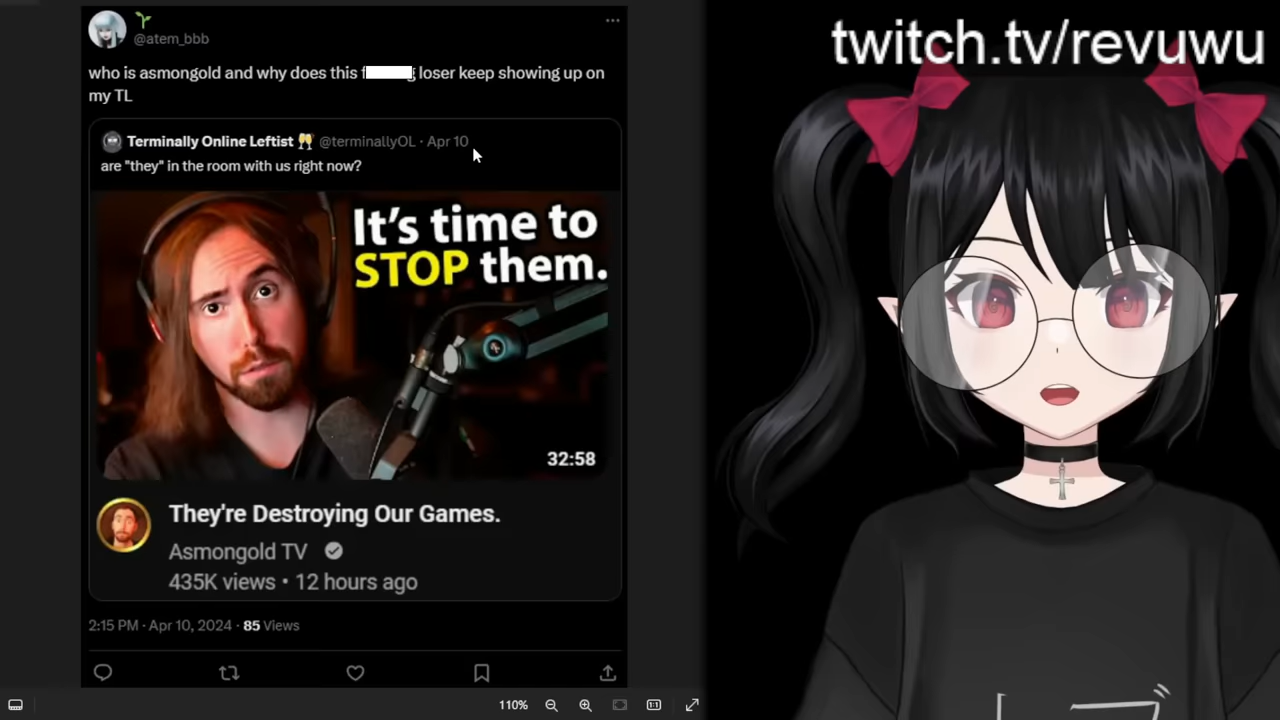 twitch.tv/revuwu
@atem_bbb
who is asmongold and why does this loser keep showing up on
my TL
Terminally Online Leftist 🥂 @terminallyOL · Apr 10
are "they" in the room with us right now?
It's time to
STOP them.
32:58
They're Destroying Our Games.
Asmongold TV
435K views • 12 hours ago
2:15 PM · Apr 10, 2024 · 85 Views
110%
1:1